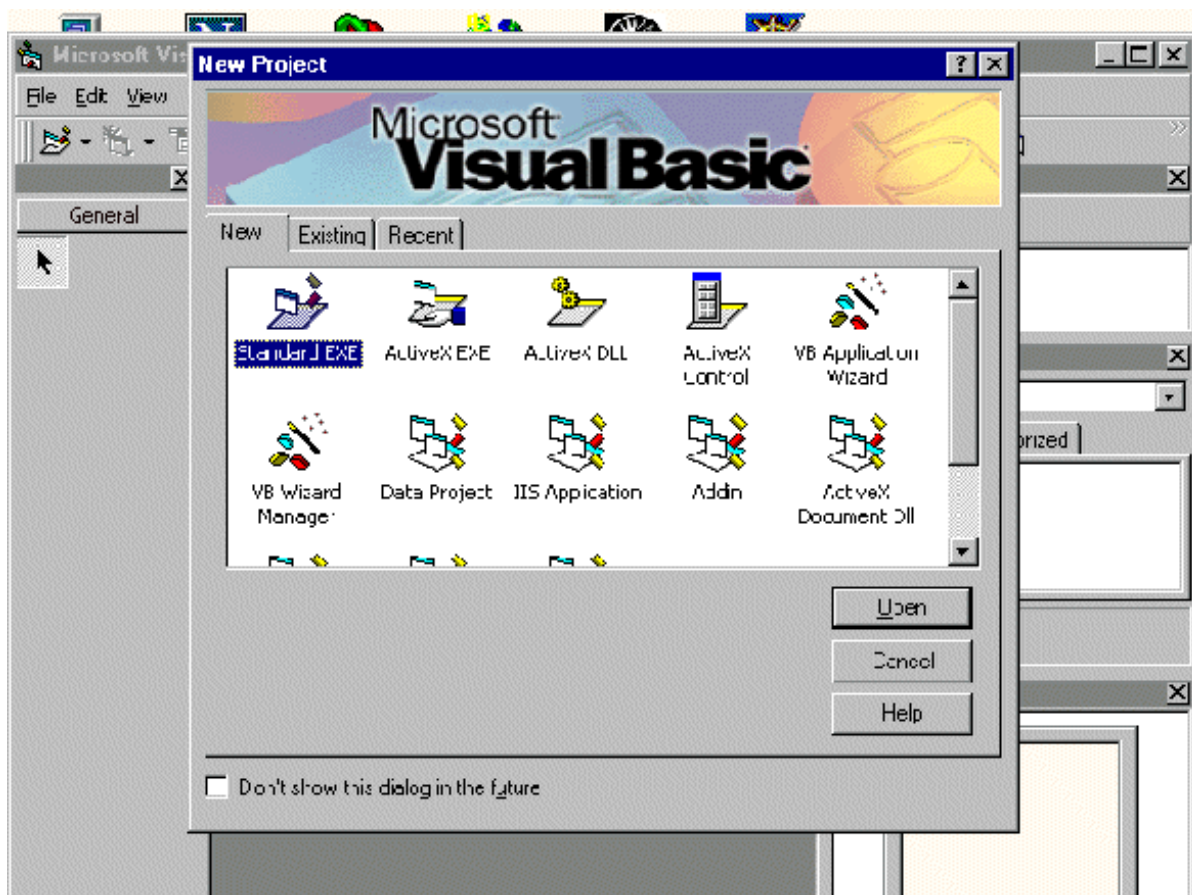 Microsoft Vis
New Project
File Edit View
Microsoft
Visual Basic
General
New Existing Recent
Standard EXE ActiveX EXE ActiveX DLL ActiveX Control VB Application Wizard
VB Wizard Manager Data Project IIS Application Addin ActiveX Document Dll
orized
Open
Cancel
Help
Don't show this dialog in the future